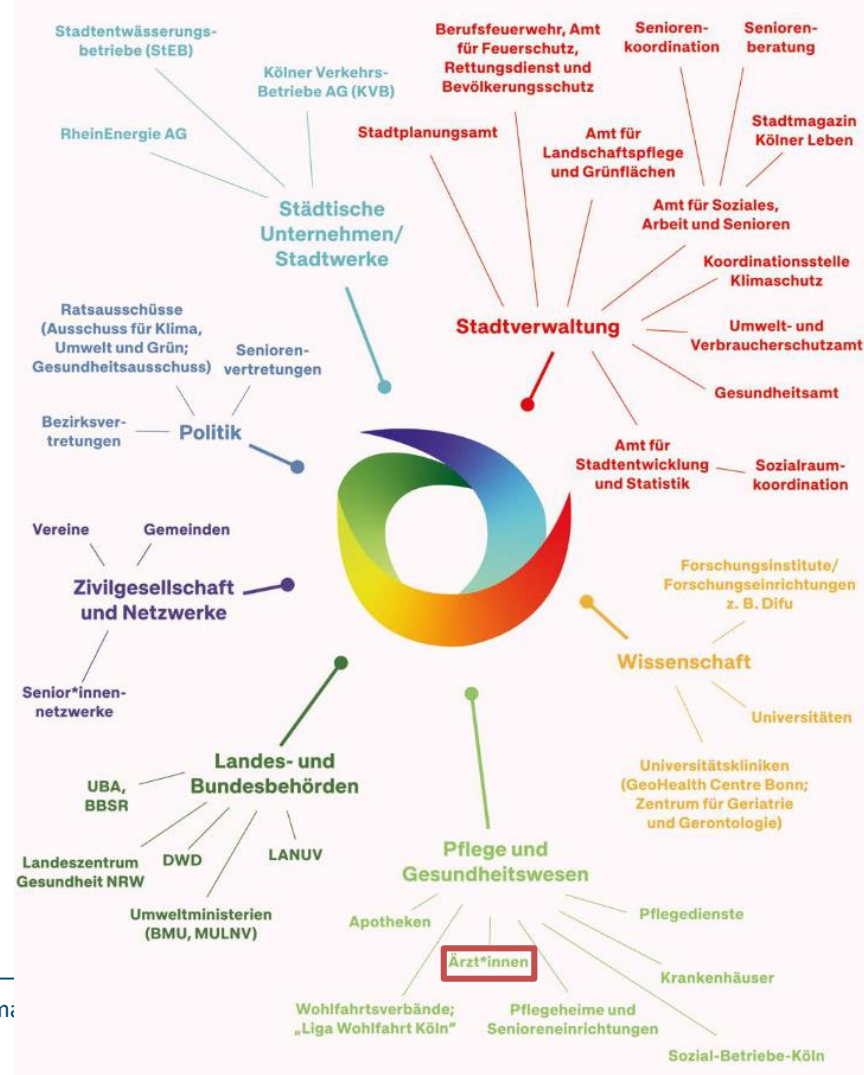 Stadtentwässerungs-
betriebe (StEB)
Kölner Verkehrs-
Betriebe AG (KVB)
RheinEnergie AG
Städtische
Unternehmen/
Stadtwerke
Berufsfeuerwehr, Amt
für Feuerschutz,
Rettungsdienst und
Bevölkerungsschutz
Senioren-
koordination
Senioren-
beratung
Stadtplanungsamt
Amt für
Landschaftspflege
und Grünflächen
Stadtmagazin
Kölner Leben
Amt für Soziales,
Arbeit und Senioren
Koordinationsstelle
Klimaschutz
Stadtverwaltung
Umwelt- und
Verbraucherschutzamt
Gesundheitsamt
Amt für
Stadtentwicklung
und Statistik
Sozialraum-
koordination
Ratsausschüsse
(Ausschuss für Klima,
Umwelt und Grün;
Gesundheitsausschuss)
Senioren-
vertretungen
Bezirksver-
tretungen
Politik
Vereine
Gemeinden
Zivilgesellschaft
und Netzwerke
Senior*innen-
netzwerke
Forschungsinstitute/
Forschungseinrichtungen
z. B. Difu
Wissenschaft
Universitäten
Universitätskliniken
(GeoHealth Centre Bonn;
Zentrum für Geriatrie
und Gerontologie)
Landes- und
Bundesbehörden
UBA,
BBSR
Landeszentrum
Gesundheit NRW
DWD
LANUV
Umweltministerien
(BMU, MULNV)
Pflege und
Gesundheitswesen
Apotheken
Ärzt*innen
Pflegedienste
Krankenhäuser
Wohlfahrtsverbände;
„Liga Wohlfahrt Köln"
Pflegeheime und
Senioreneinrichtungen
Sozial-Betriebe-Köln